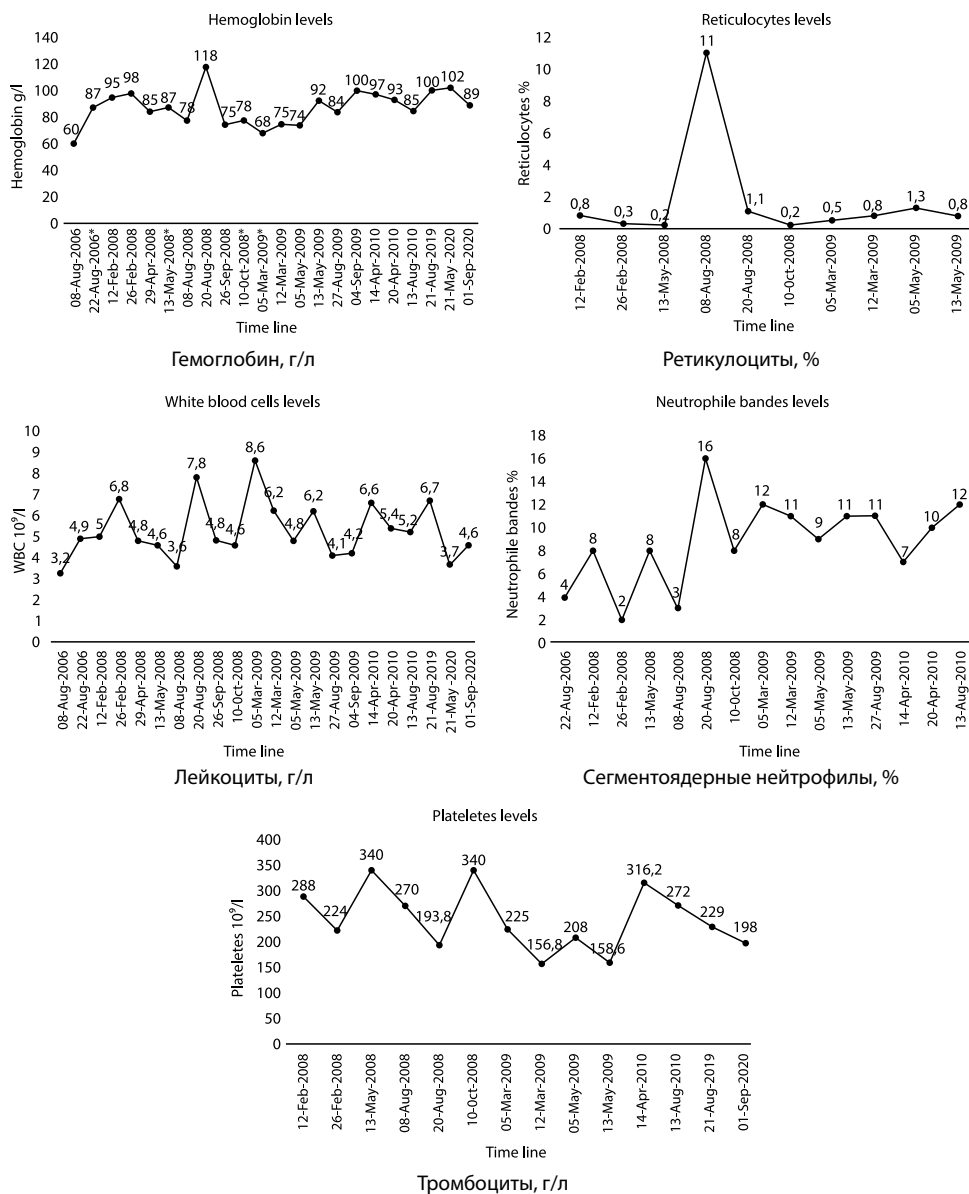 Hemoglobin levels
Hemoglobin g/l
140
120
100
80
60
40
20
0
60
87
95
98
85
87
78
118
75
78
68
75
74
92
84
100
97
93
85
100
102
89
08-Aug-2006
22-Aug-2006*
12-Feb-2008
26-Feb-2008
29-Apr-2008
13-May-2008*
08-Aug-2008
20-Aug-2008
26-Sep-2008
10-Oct-2008*
05-Mar-2009*
12-Mar-2009
05-May-2009
13-May-2009
27-Aug-2009
04-Sep-2009
14-Apr-2010
20-Apr-2010
13-Aug-2010
21-Aug-2019
21-May -2020
01-Sep-2020
Time line
Гемоглобин, г/л
Reticulocytes levels
Reticulocytes %
12
10
8
6
4
2
0
0,8
0,3
0,2
11
1,1
0,2
0,5
0,8
1,3
0,8
12-Feb-2008
26-Feb-2008
13-May-2008
08-Aug-2008
20-Aug-2008
10-Oct-2008
05-Mar-2009
12-Mar-2009
05-May-2009
13-May-2009
Time line
Ретикулоциты, %
White blood cells levels
WBC 10⁹/l
10
9
8
7
6
5
4
3
2
1
0
3,2
4,9
5
6,8
4,8
4,6
3,6
7,8
4,8
4,6
8,6
6,2
4,8
6,2
4,1
4,2
6,6
5,4
5,2
6,7
3,7
4,6
08-Aug-2006
22-Aug-2006
12-Feb-2008
26-Feb-2008
29-Apr-2008
13-May-2008
08-Aug-2008
20-Aug-2008
26-Sep-2008
10-Oct-2008
05-Mar-2009
12-Mar-2009
05-May-2009
13-May-2009
27-Aug-2009
04-Sep-2009
14-Apr-2010
20-Apr-2010
13-Aug-2010
21-Aug-2019
21-May -2020
01-Sep-2020
Time line
Лейкоциты, г/л
Neutrophile bandes levels
Neutrophile bandes %
18
16
14
12
10
8
6
4
2
0
4
8
2
8
3
16
8
12
11
9
11
11
7
10
12
22-Aug-2006
12-Feb-2008
26-Feb-2008
13-May-2008
08-Aug-2008
20-Aug-2008
10-Oct-2008
05-Mar-2009
12-Mar-2009
05-May-2009
13-May-2009
27-Aug-2009
14-Apr-2010
20-Apr-2010
13-Aug-2010
Time line
Сегментоядерные нейтрофилы, %
Plateletes levels
Plateletes 10⁹/l
400
350
300
250
200
150
100
50
0
288
224
340
270
193,8
340
225
156,8
208
158,6
316,2
272
229
198
12-Feb-2008
26-Feb-2008
13-May-2008
08-Aug-2008
20-Aug-2008
10-Oct-2008
05-Mar-2009
12-Mar-2009
05-May-2009
13-May-2009
14-Apr-2010
13-Aug-2010
21-Aug-2019
01-Sep-2020
Time line
Тромбоциты, г/л